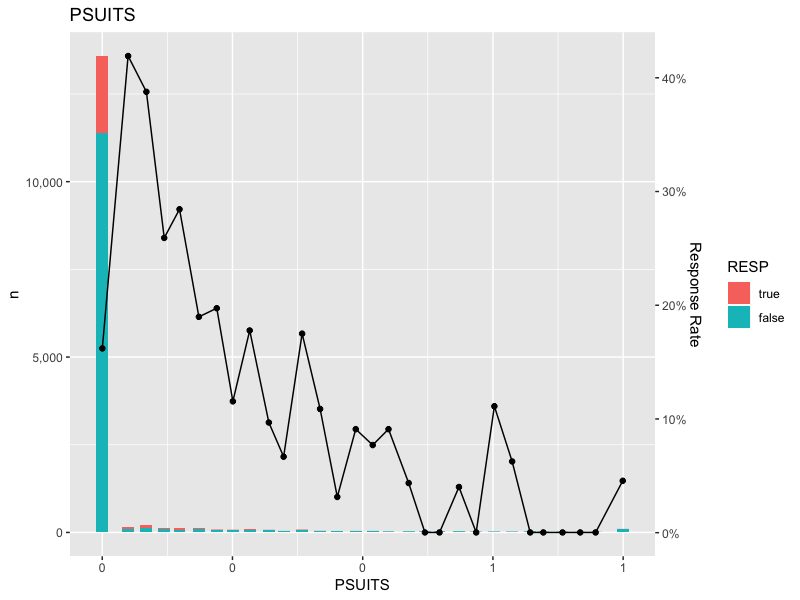 PSUITS
n
10,000
5,000
0
40%
30%
20%
10%
0%
Response Rate
0 0 0 1 1
PSUITS
RESP
true
false